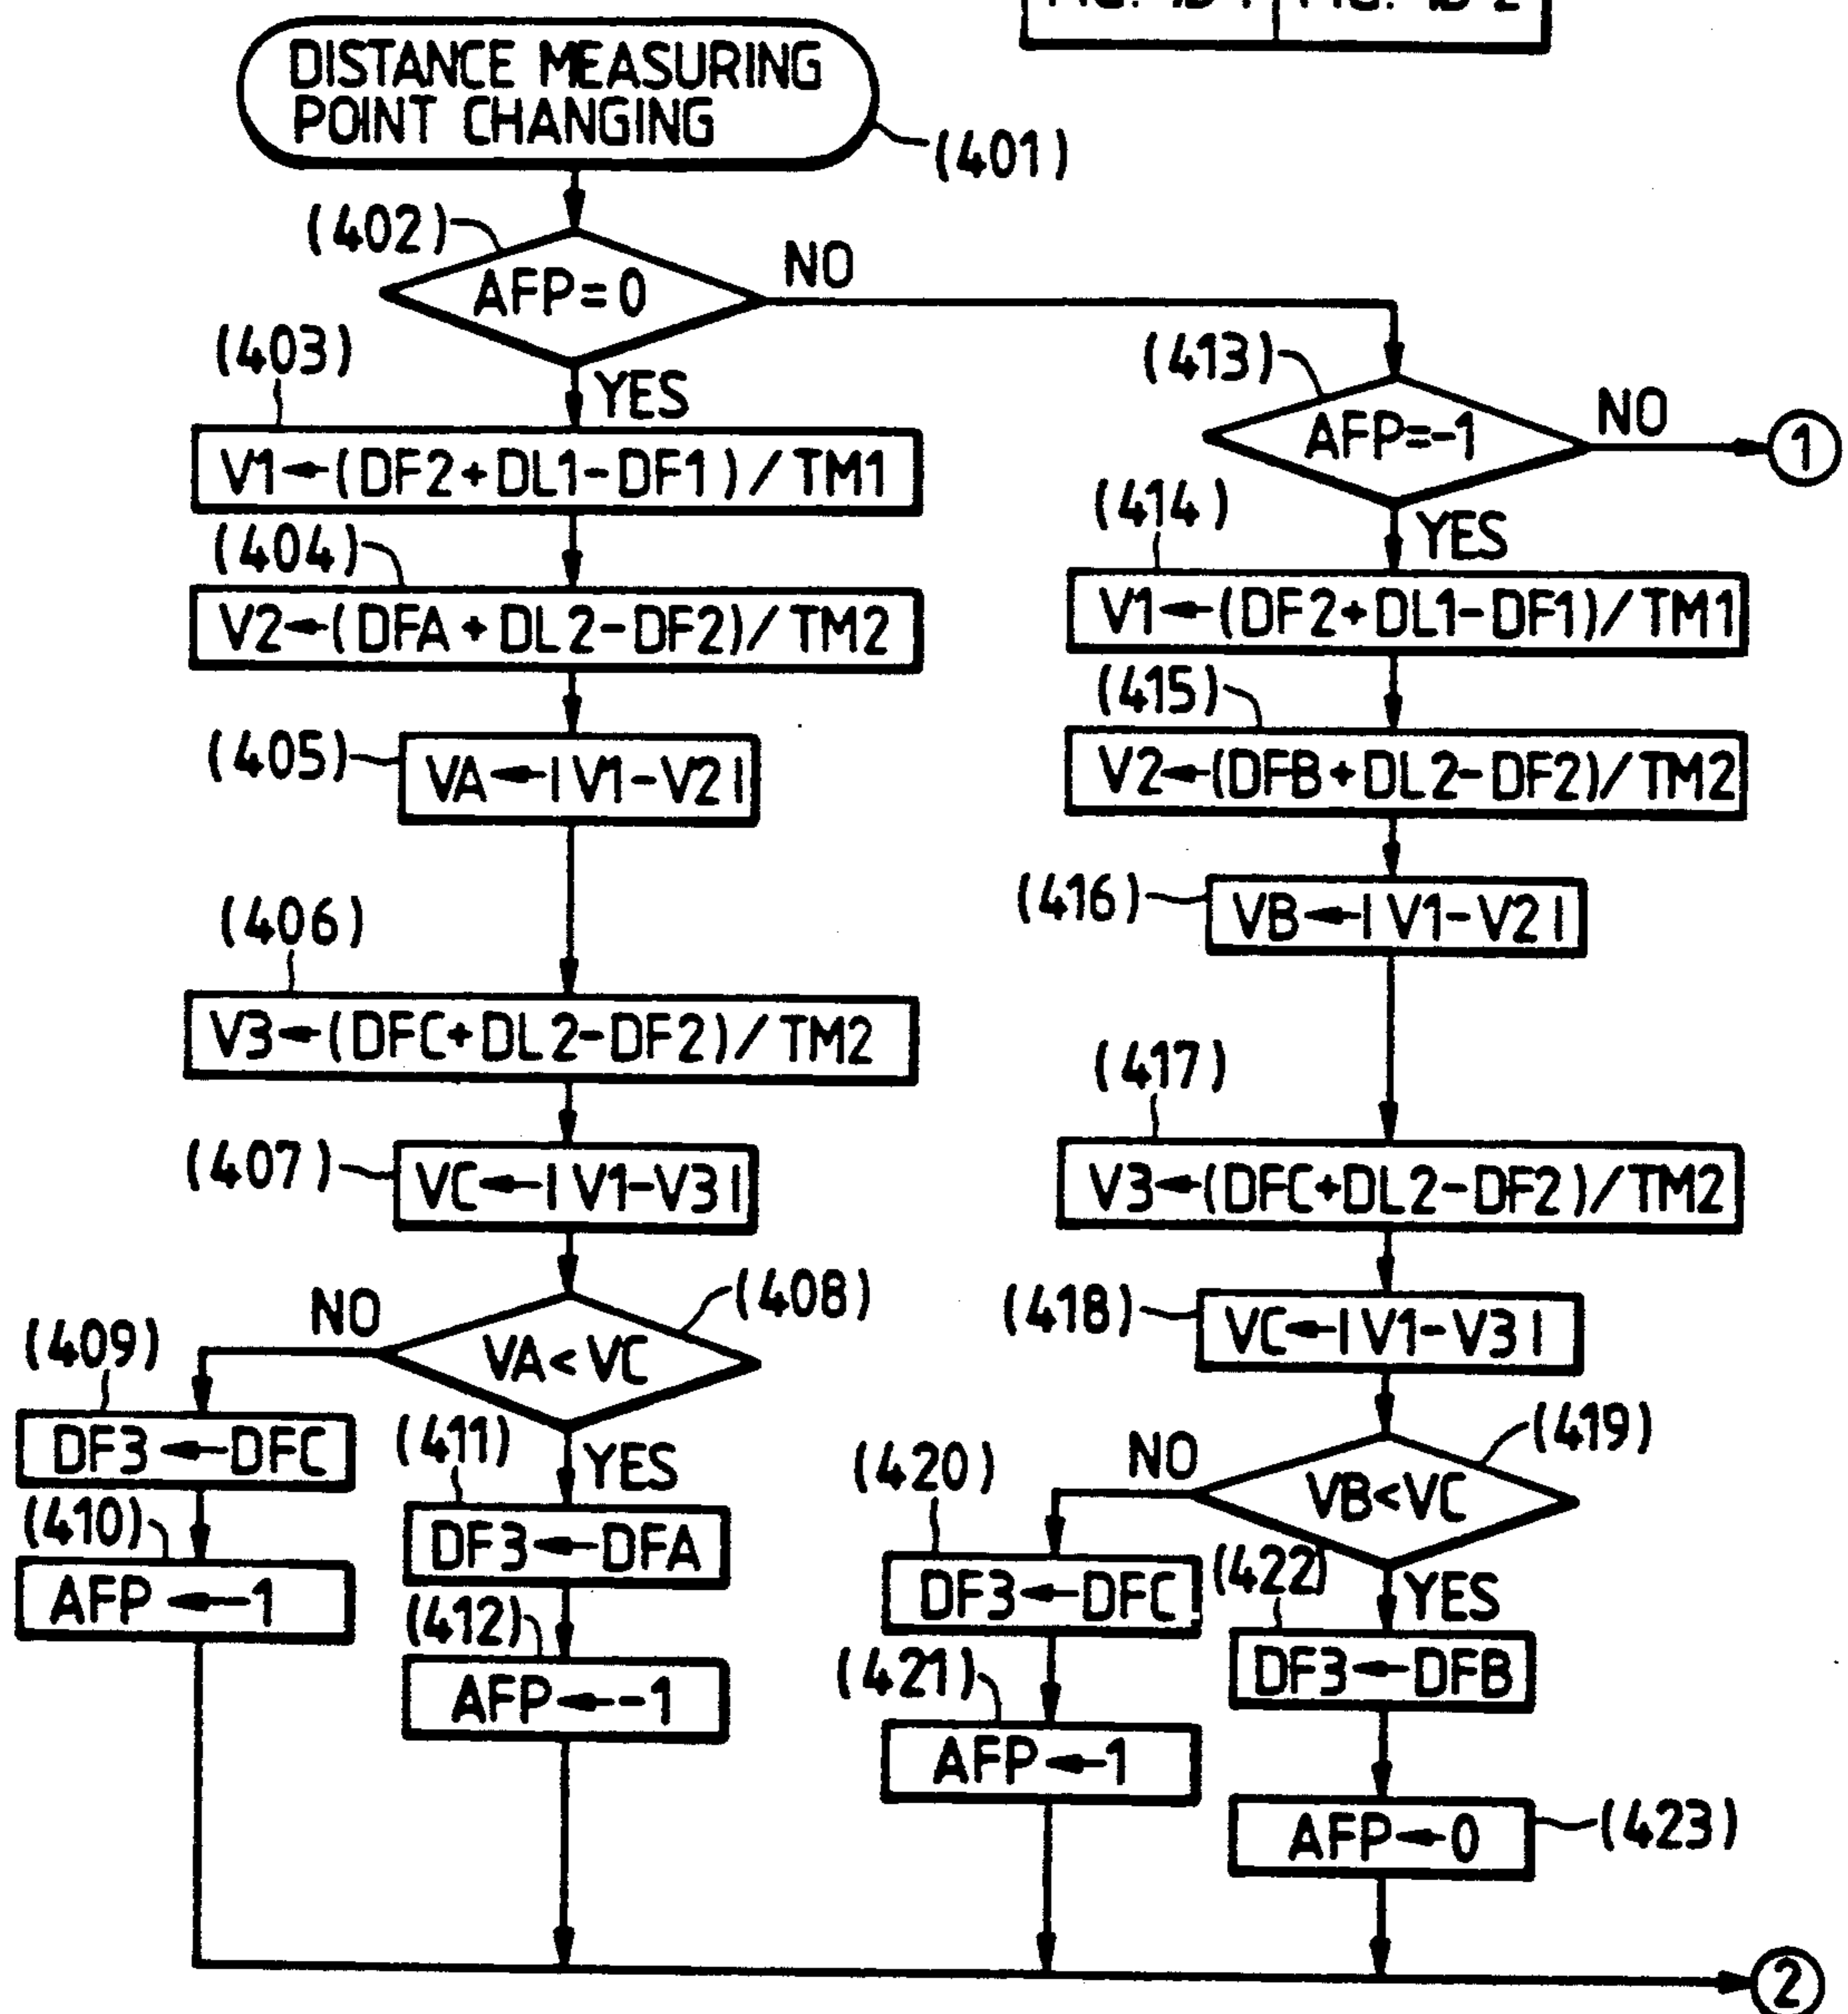 DISTANCE MEASURING
POINT CHANGING
(401)
(402)
AFP=0
NO
YES
(403)
V1←(DF2+DL1-DF1)/TM1
(404)
V2←(DFA+DL2-DF2)/TM2
(405)
VA←|V1-V2|
(406)
V3←(DFC+DL2-DF2)/TM2
(407)
VC←|V1-V3|
(408)
VA<VC
NO
YES
(409)
DF3←DFC
(410)
AFP←1
(411)
DF3←DFA
(412)
AFP←-1
(413)
AFP=-1
NO
1
YES
(414)
V1←(DF2+DL1-DF1)/TM1
(415)
V2←(DFB+DL2-DF2)/TM2
(416)
VB←|V1-V2|
(417)
V3←(DFC+DL2-DF2)/TM2
(418)
VC←|V1-V3|
(419)
VB<VC
NO
YES
(420)
DF3←DFC
(421)
AFP←1
(422)
DF3←DFB
(423)
AFP←0
2